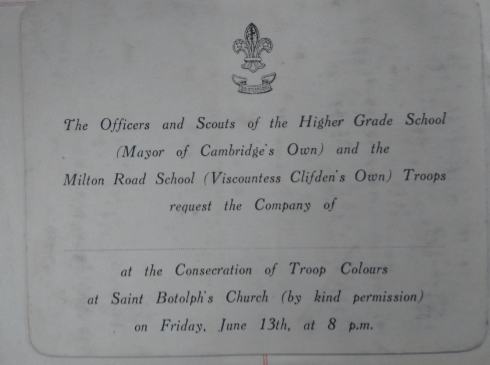 The Officers and Scouts of the Higher Grade School
(Mayor of Cambridge's Own) and the
Milton Road School (Viscountess Clifden's Own) Troops
request the Company of
at the Consecration of Troop Colours
at Saint Botolph's Church (by kind permission)
on Friday, June 13th, at 8 p.m.